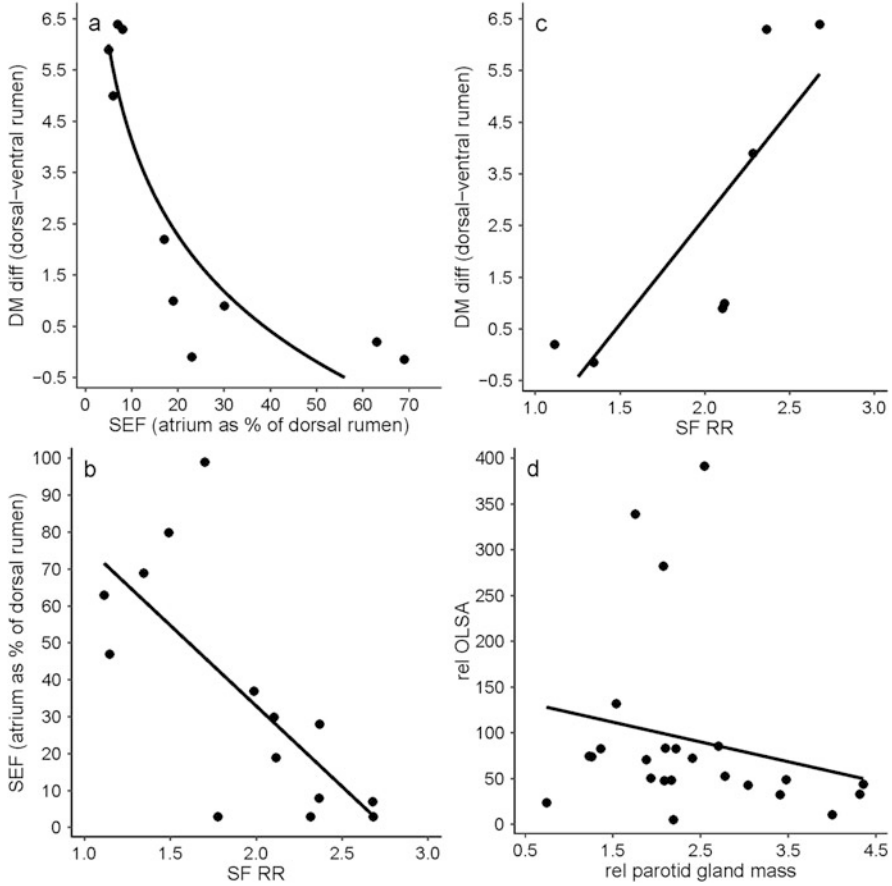 a
6.5
5.5
4.5
3.5
2.5
1.5
0.5
−0.5
DM diff (dorsal−ventral rumen)
0 10 20 30 40 50 60 70
SEF (atrium as % of dorsal rumen)
c
6.5
5.5
4.5
3.5
2.5
1.5
0.5
−0.5
DM diff (dorsal−ventral rumen)
1.0 1.5 2.0 2.5 3.0
SF RR
b
100
90
80
70
60
50
40
30
20
10
0
SEF (atrium as % of dorsal rumen)
1.0 1.5 2.0 2.5 3.0
SF RR
d
400
350
300
250
200
150
100
50
0
rel OLSA
0.5 1.5 2.5 3.5 4.5
rel parotid gland mass